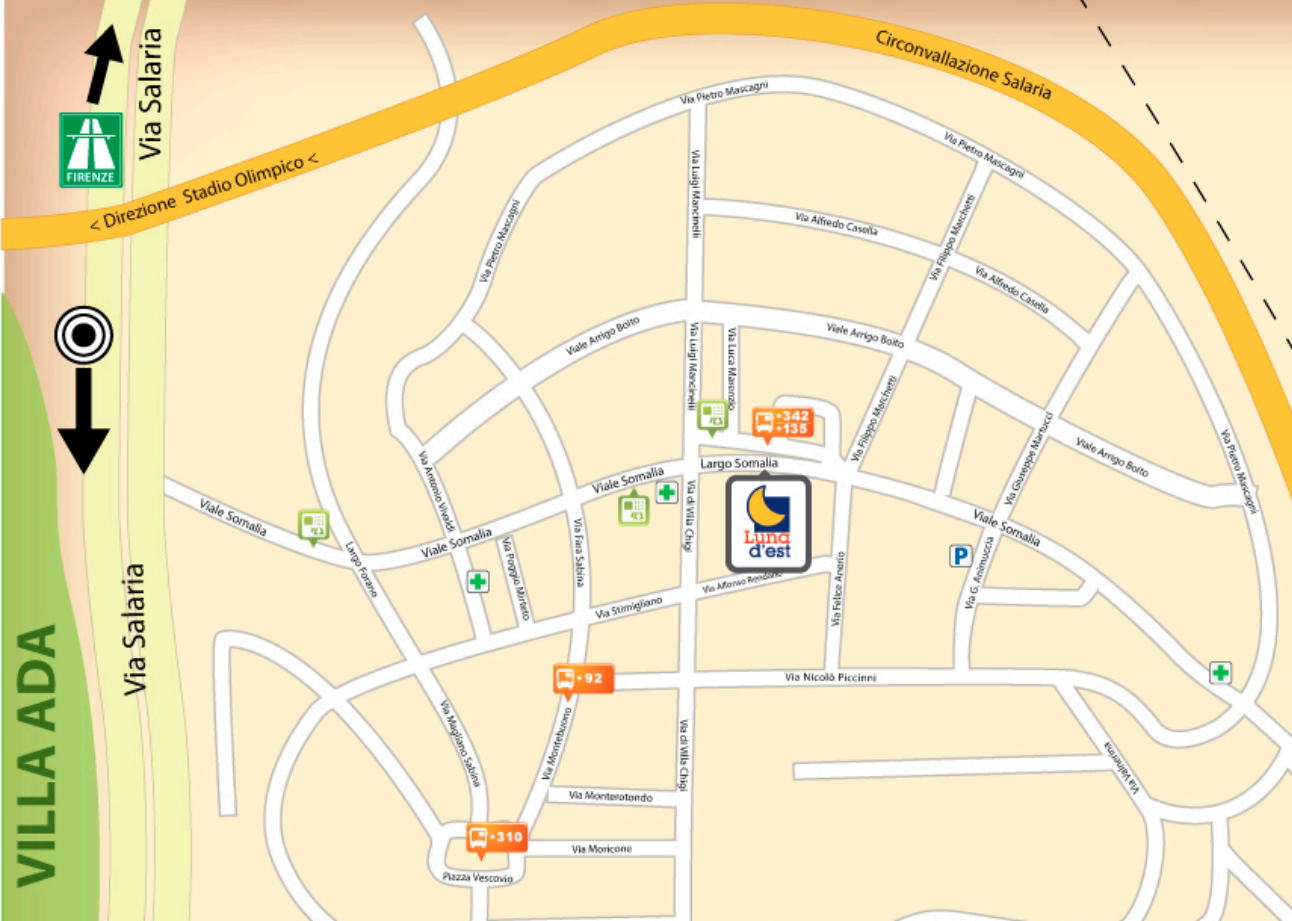 Circonvallazione Salaria
Via Salaria
FIRENZE
< Direzione Stadio Olimpico <
Via Pietro Mascagni
Via Pietro Mascagni
Via Pietro Mascagni
Via Luigi Mancinelli
Via Alfredo Casella
Via Filippo Marchetti
Via Alfredo Casella
Viale Arrigo Boito
Via Luigi Mancinelli
Via Luca Marenzio
Viale Arrigo Boito
Via Filippo Marchetti
•342
•135
Via Giuseppe Martucci
Viale Arrigo Boito
Via Pietro Mascagni
Largo Somalia
Viale Somalia
Via Antonio Vivaldi
Viale Somalia
Viale Somalia
Via di Villa Chigi
Luna
d'est
Viale Somalia
Largo Forano
Via Poggio Mirteto
Via Fara Sabina
P
Via G. Animuccia
Via Felice Anerio
Via Alfonso Rendano
Via Stimigliano
Via Salaria
VILLA ADA
•92
Via Nicolò Piccinni
Via Magliano Sabina
Via Montebuono
Via di Villa Chigi
Via Valnerina
Via Monterotondo
•310
Via Moricone
Piazza Vescovio